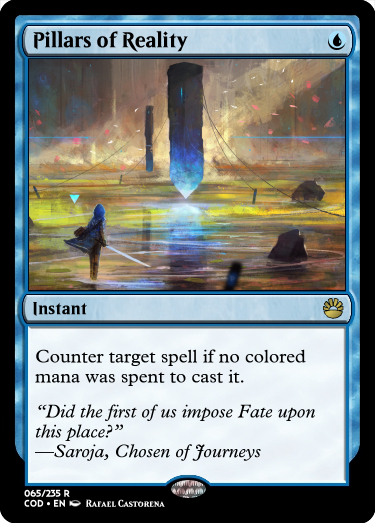 Pillars of Reality
Instant
Counter target spell if no colored
mana was spent to cast it.
“Did the first of us impose Fate upon
this place?”
—Saroja, Chosen of Journeys
065/235 R
COD • EN Rafael Castorena